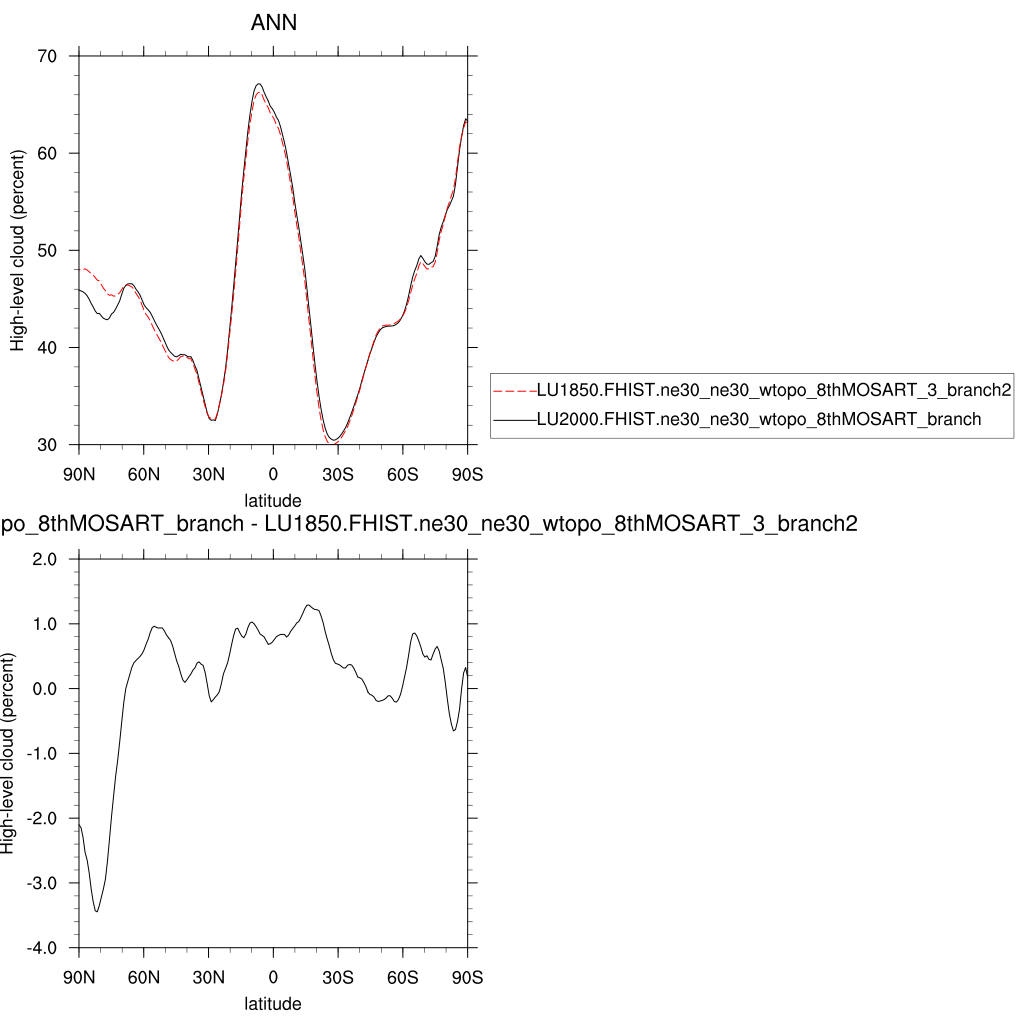 ANN
High-level cloud (percent)
70
60
50
40
30
90N 60N 30N 0 30S 60S 90S
latitude
LU1850.FHIST.ne30_ne30_wtopo_8thMOSART_3_branch2
LU2000.FHIST.ne30_ne30_wtopo_8thMOSART_branch
po_8thMOSART_branch - LU1850.FHIST.ne30_ne30_wtopo_8thMOSART_3_branch2
High-level cloud (percent)
2.0
1.0
0.0
-1.0
-2.0
-3.0
-4.0
90N 60N 30N 0 30S 60S 90S
latitude